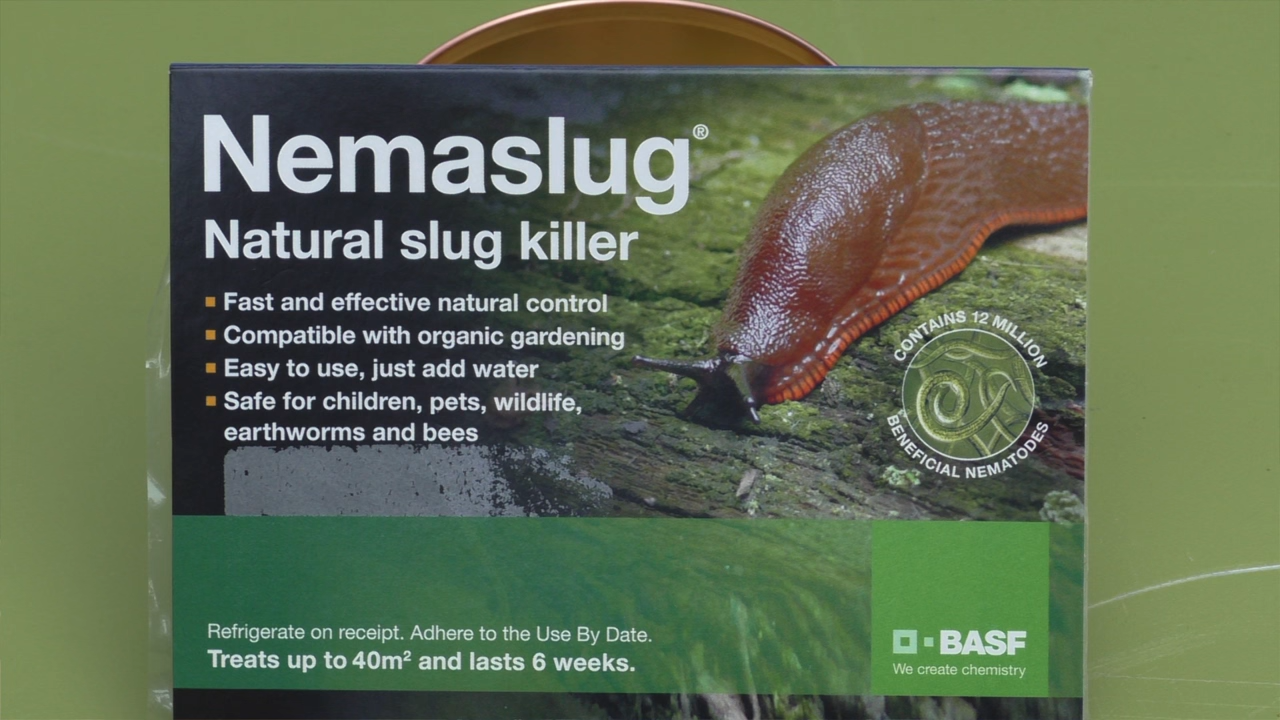 Nemaslug®
Natural slug killer
Fast and effective natural control
Compatible with organic gardening
Easy to use, just add water
Safe for children, pets, wildlife,
earthworms and bees
CONTAINS 12 MILLION
BENEFICIAL NEMATODES
Refrigerate on receipt. Adhere to the Use By Date.
Treats up to 40m² and lasts 6 weeks.
BASF
We create chemistry